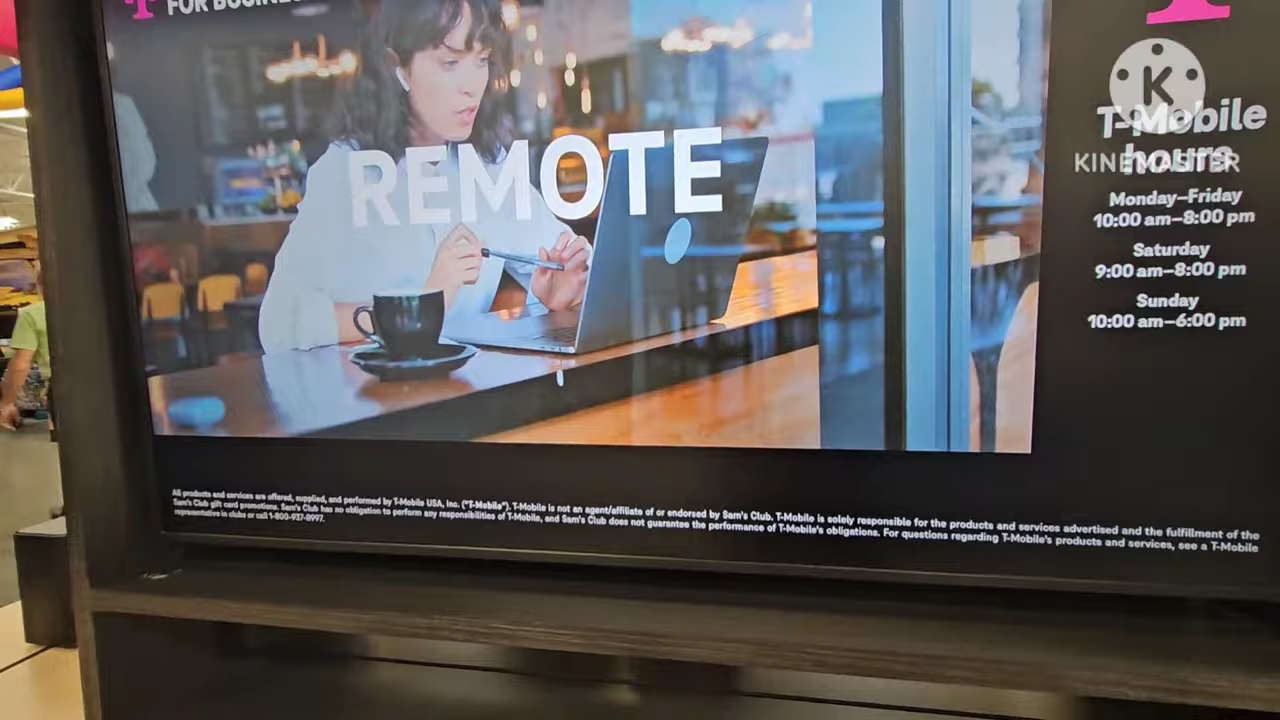 T FOR BUSINE
REMOTE
T-Mobile
hours
K
KINEMASTER
Monday–Friday
10:00 am–8:00 pm
Saturday
9:00 am–8:00 pm
Sunday
10:00 am–6:00 pm
All products and services are offered, supplied, and performed by T-Mobile USA, Inc. ("T-Mobile"). T-Mobile is not an agent/affiliate of or endorsed by Sam's Club. T-Mobile is solely responsible for the products and services advertised and the fulfillment of the
Sam's Club gift card promotions. Sam's Club has no obligation to perform any responsibilities of T-Mobile, and Sam's Club does not guarantee the performance of T-Mobile's obligations. For questions regarding T-Mobile's products and services, see a T-Mobile
representative in clubs or call 1-800-937-8997.